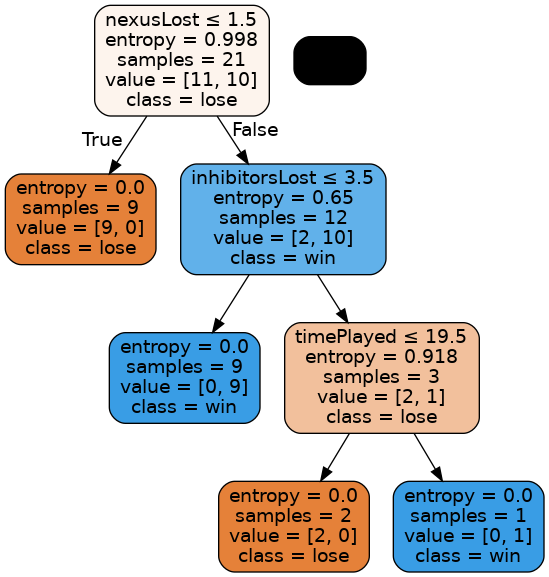 nexusLost ≤ 1.5
entropy = 0.998
samples = 21
value = [11, 10]
class = lose
True
False
entropy = 0.0
samples = 9
value = [9, 0]
class = lose
inhibitorsLost ≤ 3.5
entropy = 0.65
samples = 12
value = [2, 10]
class = win
entropy = 0.0
samples = 9
value = [0, 9]
class = win
timePlayed ≤ 19.5
entropy = 0.918
samples = 3
value = [2, 1]
class = lose
entropy = 0.0
samples = 2
value = [2, 0]
class = lose
entropy = 0.0
samples = 1
value = [0, 1]
class = win